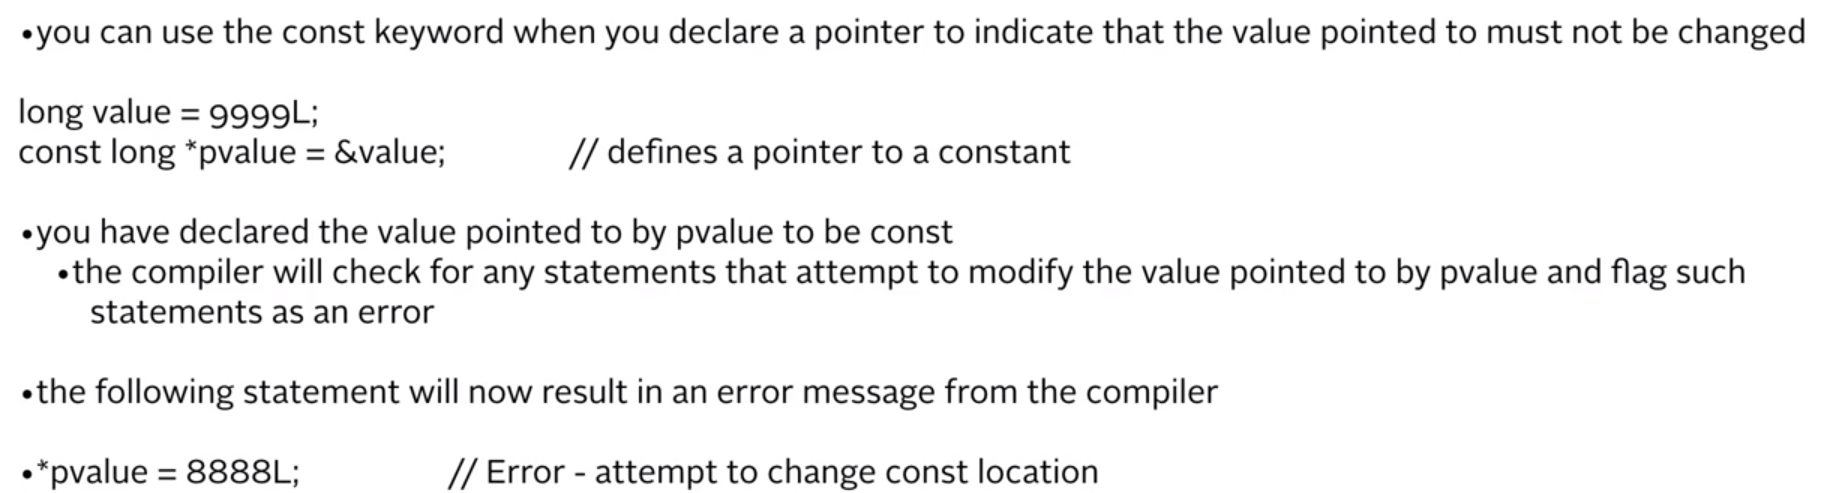 •you can use the const keyword when you declare a pointer to indicate that the value pointed to must not be changed
long value = 9999L;
const long *pvalue = &value; // defines a pointer to a constant
•you have declared the value pointed to by pvalue to be const
•the compiler will check for any statements that attempt to modify the value pointed to by pvalue and flag such
statements as an error
•the following statement will now result in an error message from the compiler
•*pvalue = 8888L; // Error - attempt to change const location